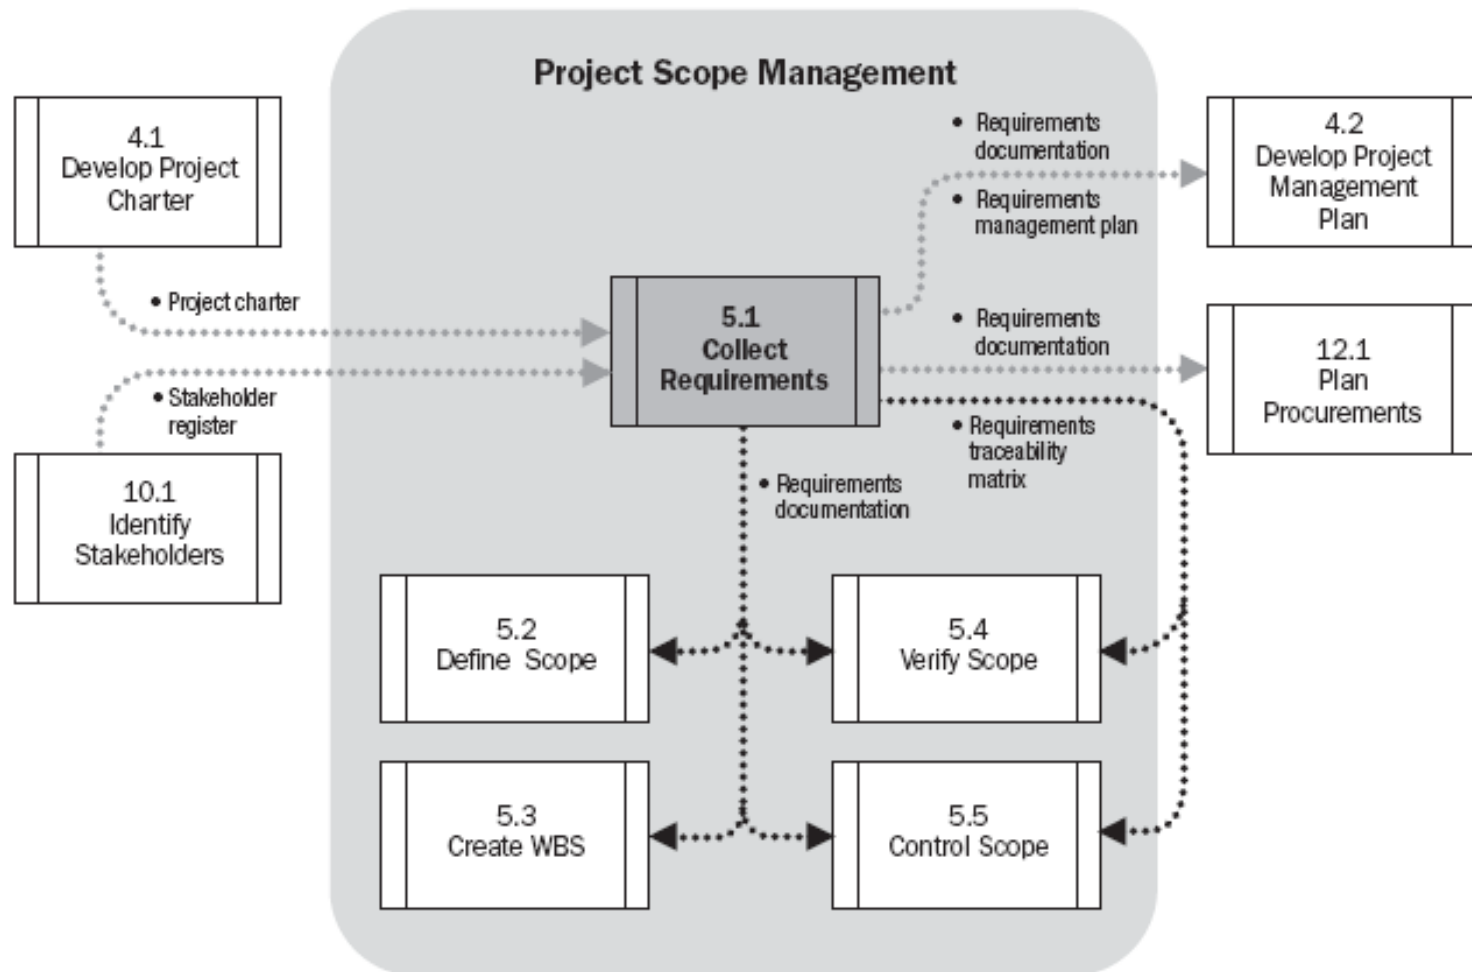 Project Scope Management
4.1
Develop Project
Charter
• Project charter
• Stakeholder
register
10.1
Identify
Stakeholders
5.1
Collect
Requirements
• Requirements
documentation
• Requirements
management plan
4.2
Develop Project
Management
Plan
• Requirements
documentation
12.1
Plan
Procurements
• Requirements
traceability
matrix
• Requirements
documentation
5.2
Define Scope
5.4
Verify Scope
5.3
Create WBS
5.5
Control Scope